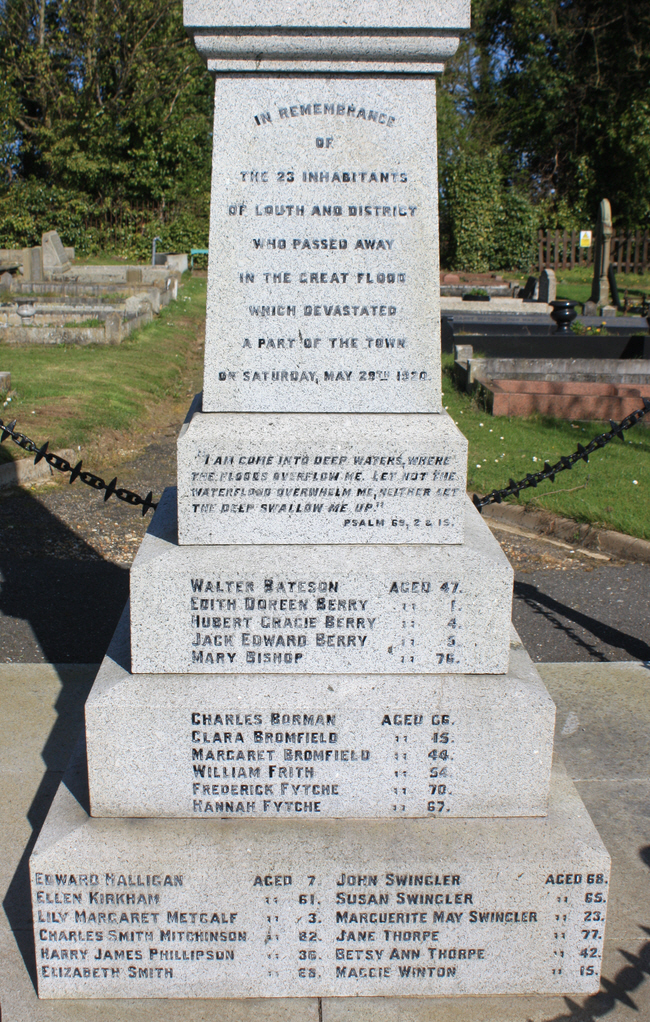 IN REMEMBRANCE
OF
THE 23 INHABITANTS
OF LOUTH AND DISTRICT
WHO PASSED AWAY
IN THE GREAT FLOOD
WHICH DEVASTATED
A PART OF THE TOWN
ON SATURDAY, MAY 29TH 1920.
"I AM COME INTO DEEP WATERS, WHERE
THE FLOODS OVERFLOW ME. LET NOT THE
WATERFLOOD OVERWHELM ME, NEITHER LET
THE DEEP SWALLOW ME UP."
PSALM 69, 2 & 15.
WALTER BATESON AGED 47.
EDITH DOREEN BERRY " 1.
HUBERT GRACIE BERRY " 4.
JACK EDWARD BERRY " 5.
MARY BISHOP " 76.
CHARLES BORMAN AGED 66.
CLARA BROMFIELD " 15.
MARGARET BROMFIELD " 44.
WILLIAM FRITH " 54.
FREDERICK FYTCHE " 70.
HANNAH FYTCHE " 67.
EDWARD HALLIGAN AGED 7. JOHN SWINGLER AGED 68.
ELLEN KIRKHAM " 61. SUSAN SWINGLER " 65.
LILY MARGARET METCALF " 3. MARGUERITE MAY SWINGLER " 23.
CHARLES SMITH MITCHINSON " 82. JANE THORPE " 77.
HARRY JAMES PHILLIPSON " 36. BETSY ANN THORPE " 42.
ELIZABETH SMITH " MAGGIE WINTON " 15.